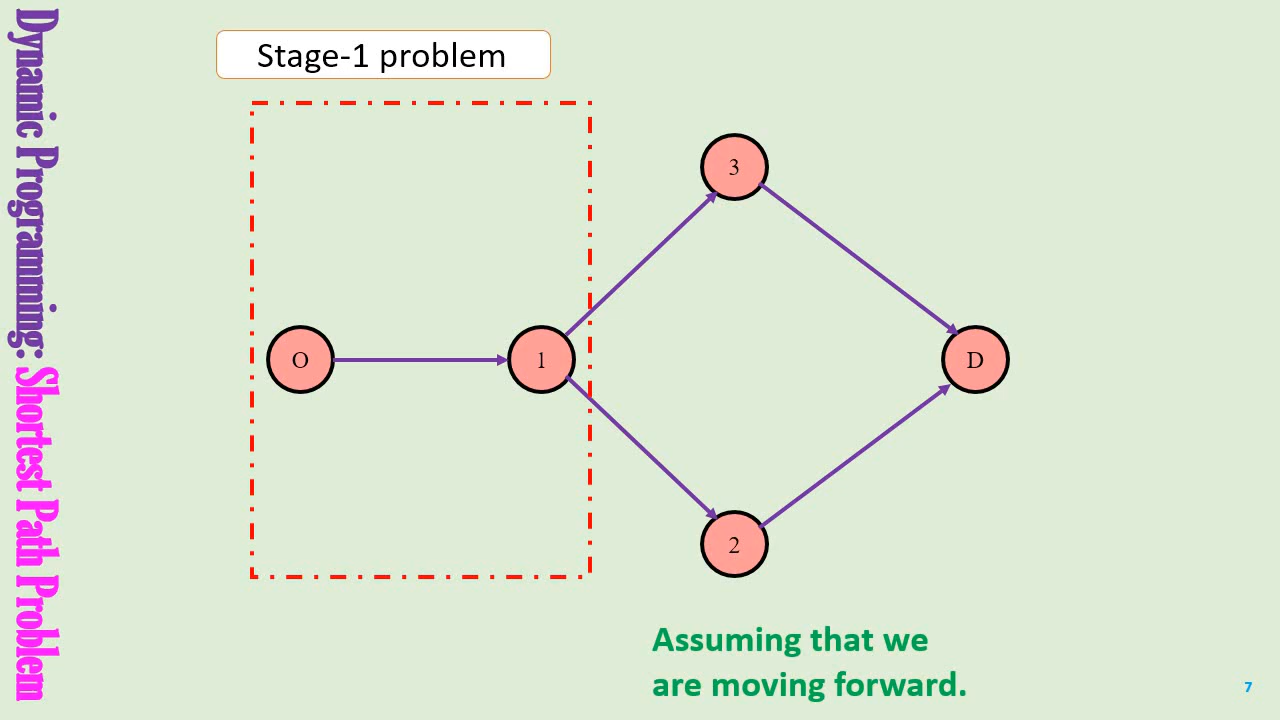 Dynamic Programming: Shortest Path Problem
Stage-1 problem
3
O
1
D
2
Assuming that we
are moving forward.
7